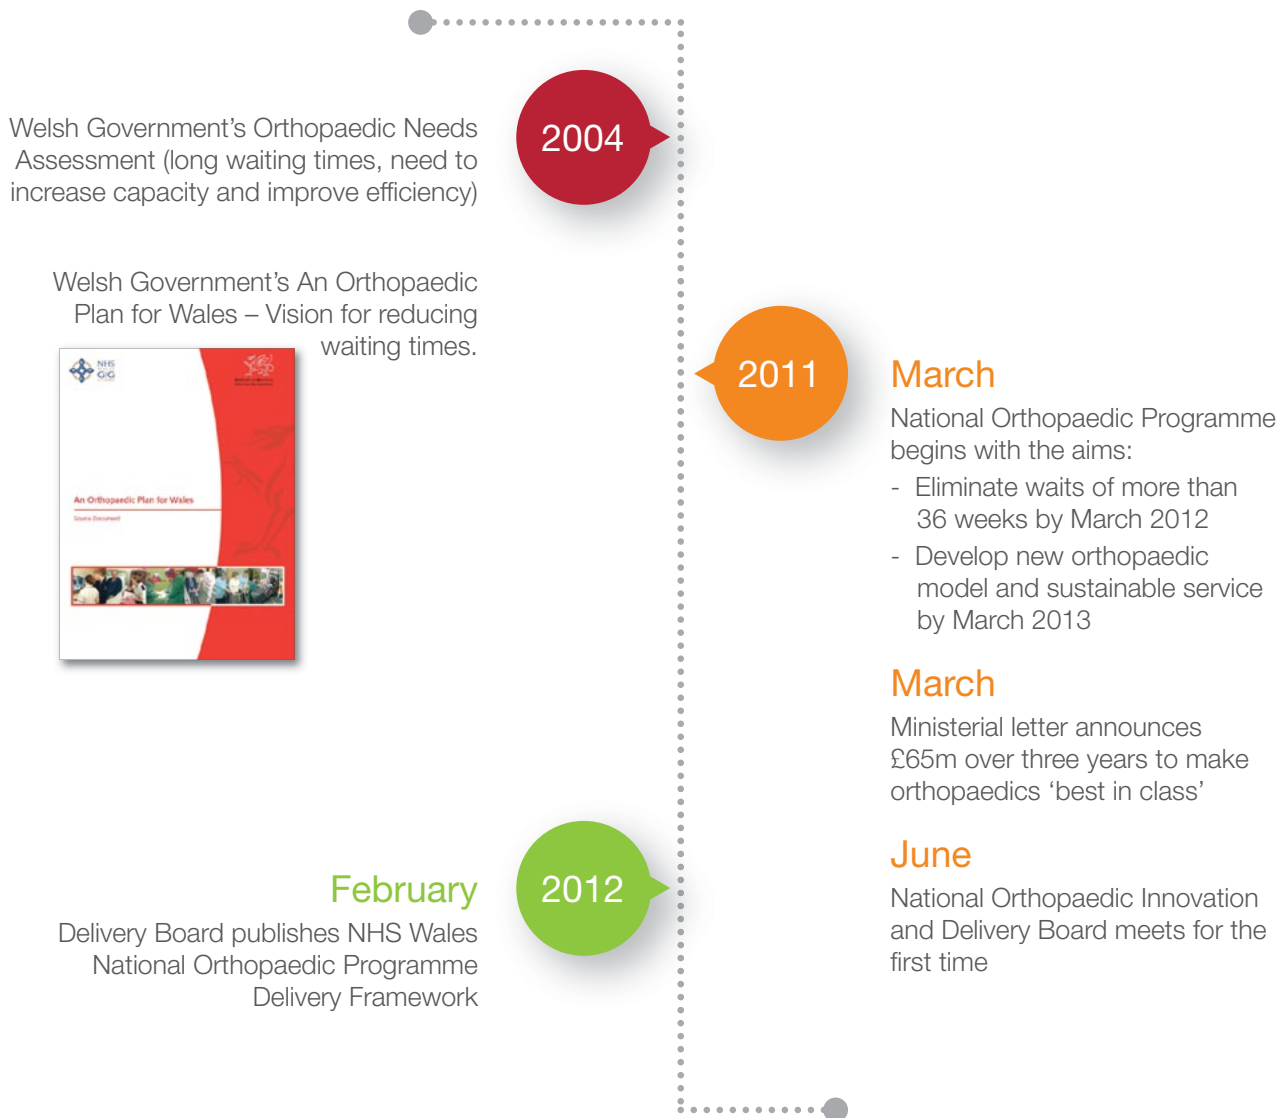 2004
Welsh Government’s Orthopaedic Needs
Assessment (long waiting times, need to
increase capacity and improve efficiency)
Welsh Government’s An Orthopaedic
Plan for Wales – Vision for reducing
waiting times.
NHS
GIG
An Orthopaedic Plan for Wales
2011
March
National Orthopaedic Programme
begins with the aims:
- Eliminate waits of more than
36 weeks by March 2012
- Develop new orthopaedic
model and sustainable service
by March 2013
March
Ministerial letter announces
£65m over three years to make
orthopaedics ‘best in class’
June
National Orthopaedic Innovation
and Delivery Board meets for the
first time
2012
February
Delivery Board publishes NHS Wales
National Orthopaedic Programme
Delivery Framework